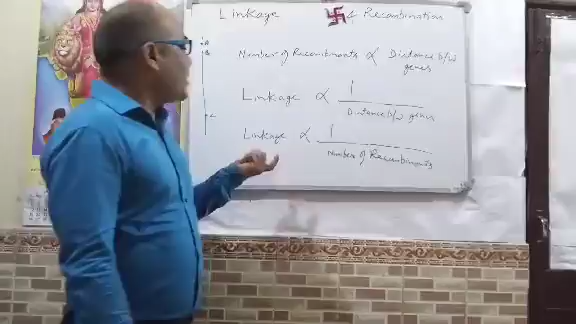 Linkage 卐 & Recombination
A
B
Number of Recombinants ∝ Distance b/w
genes
Linkage ∝ 1
Distance b/w genes
C
Linkage ∝ 1
Number of Recombinants